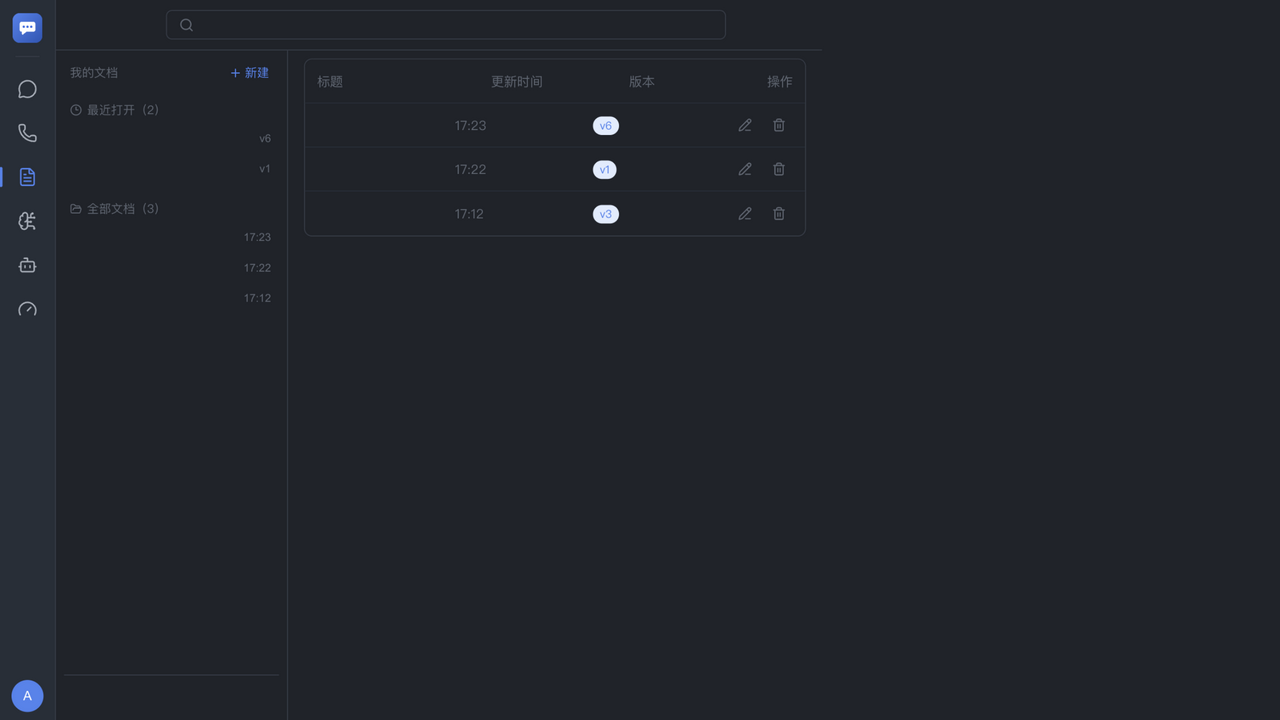 我的文档
+ 新建
最近打开（2）
v6
v1
全部文档（3）
17:23
17:22
17:12
标题 更新时间 版本 操作
17:23 v6
17:22 v1
17:12 v3
A